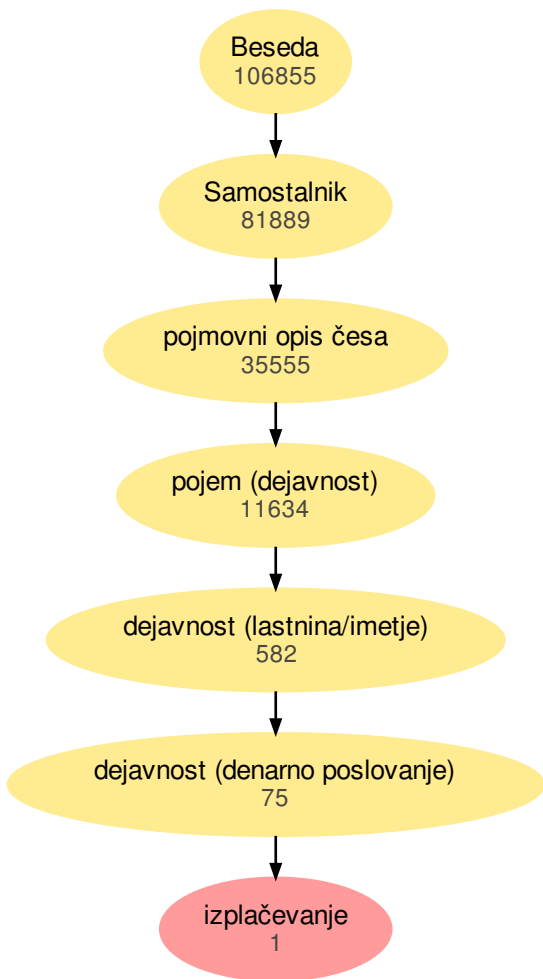 Beseda
106855
Samostalnik
81889
pojmovni opis česa
35555
pojem (dejavnost)
11634
dejavnost (lastnina/imetje)
582
dejavnost (denarno poslovanje)
75
izplačevanje
1